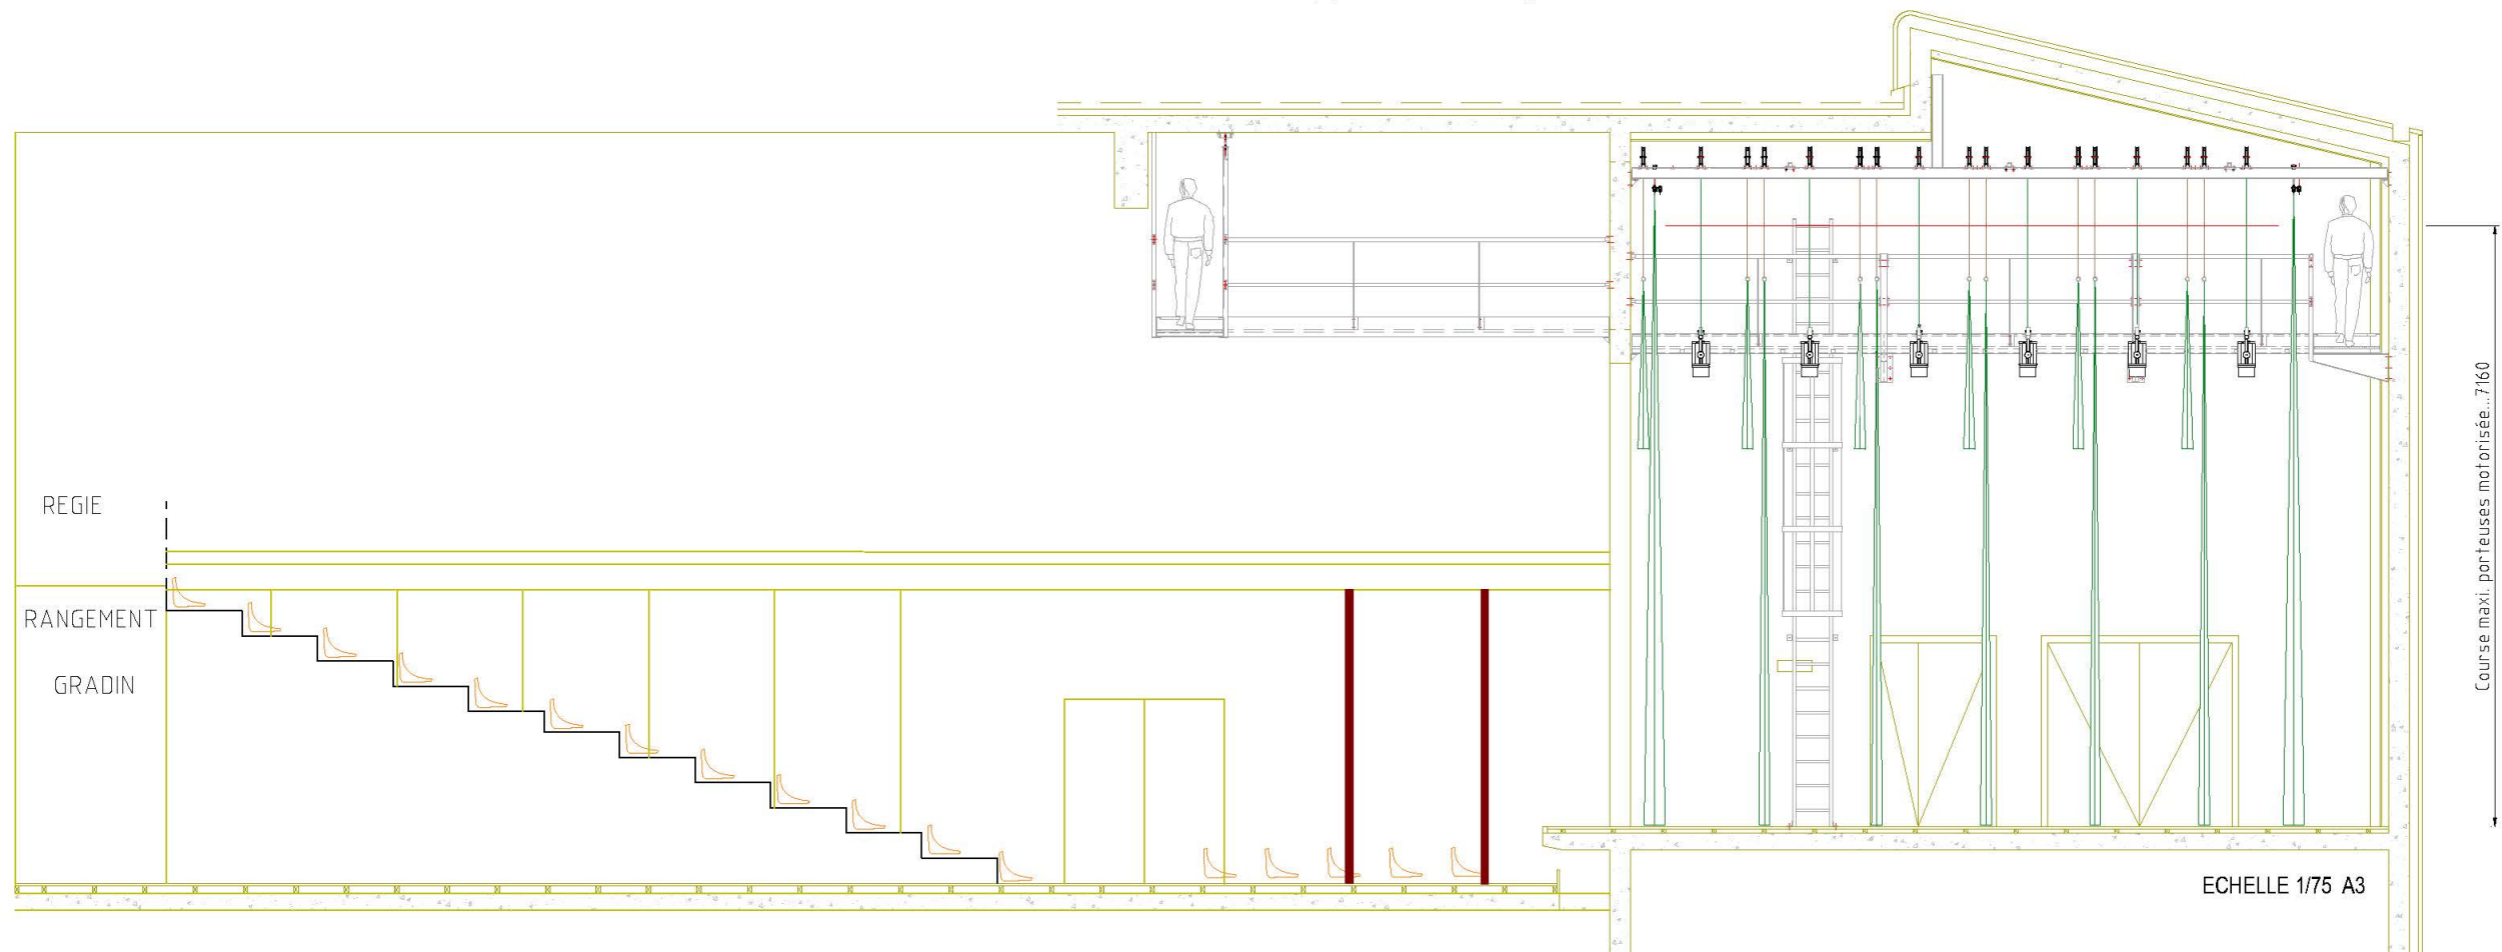 REGIE
RANGEMENT
GRADIN
Course maxi. porteuses motorisée...7160
ECHELLE 1/75 A3